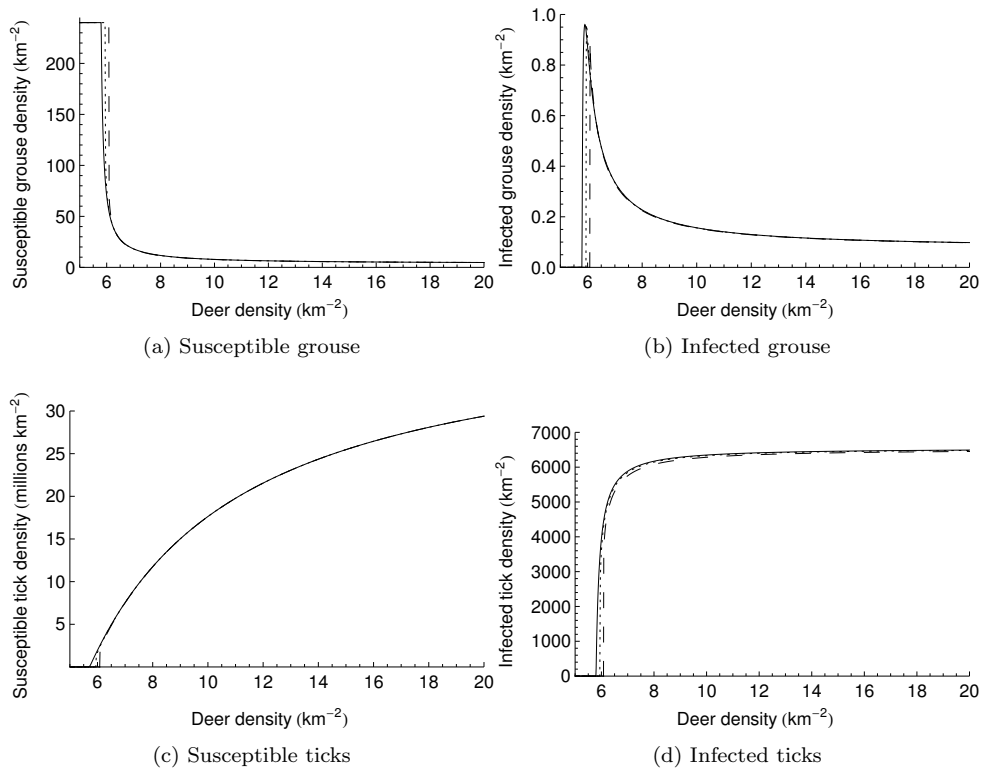 Susceptible grouse density (km⁻²)
200
150
100
50
0
6 8 10 12 14 16 18 20
Deer density (km⁻²)
(a) Susceptible grouse
Infected grouse density (km⁻²)
1.0
0.8
0.6
0.4
0.2
0.0
6 8 10 12 14 16 18 20
Deer density (km⁻²)
(b) Infected grouse
Susceptible tick density (millions km⁻²)
30
25
20
15
10
5
6 8 10 12 14 16 18 20
Deer density (km⁻²)
(c) Susceptible ticks
Infected tick density (km⁻²)
7000
6000
5000
4000
3000
2000
1000
0
6 8 10 12 14 16 18 20
Deer density (km⁻²)
(d) Infected ticks